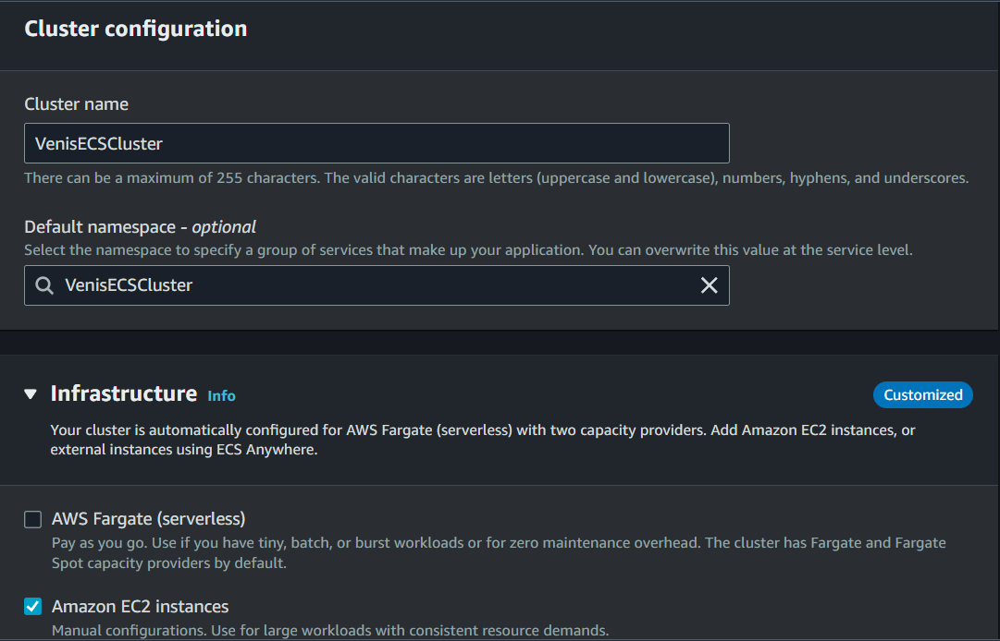 Cluster configuration
Cluster name
VenisECSCluster
There can be a maximum of 255 characters. The valid characters are letters (uppercase and lowercase), numbers, hyphens, and underscores.
Default namespace - optional
Select the namespace to specify a group of services that make up your application. You can overwrite this value at the service level.
VenisECSCluster
Infrastructure Info
Customized
Your cluster is automatically configured for AWS Fargate (serverless) with two capacity providers. Add Amazon EC2 instances, or
external instances using ECS Anywhere.
AWS Fargate (serverless)
Pay as you go. Use if you have tiny, batch, or burst workloads or for zero maintenance overhead. The cluster has Fargate and Fargate
Spot capacity providers by default.
Amazon EC2 instances
Manual configurations. Use for large workloads with consistent resource demands.